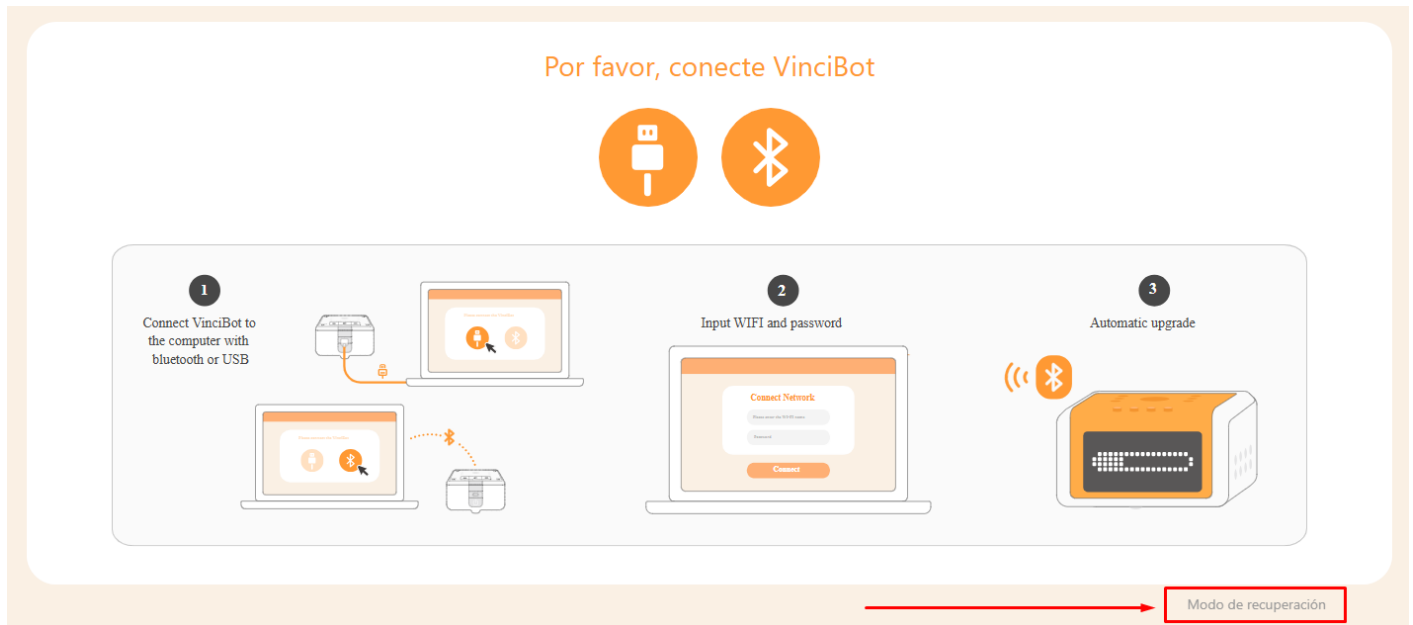 Por favor, conecte VinciBot
1
Connect VinciBot to
the computer with
bluetooth or USB
2
Input WIFI and password
Connect Network
Password
Connect
3
Automatic upgrade
Modo de recuperación